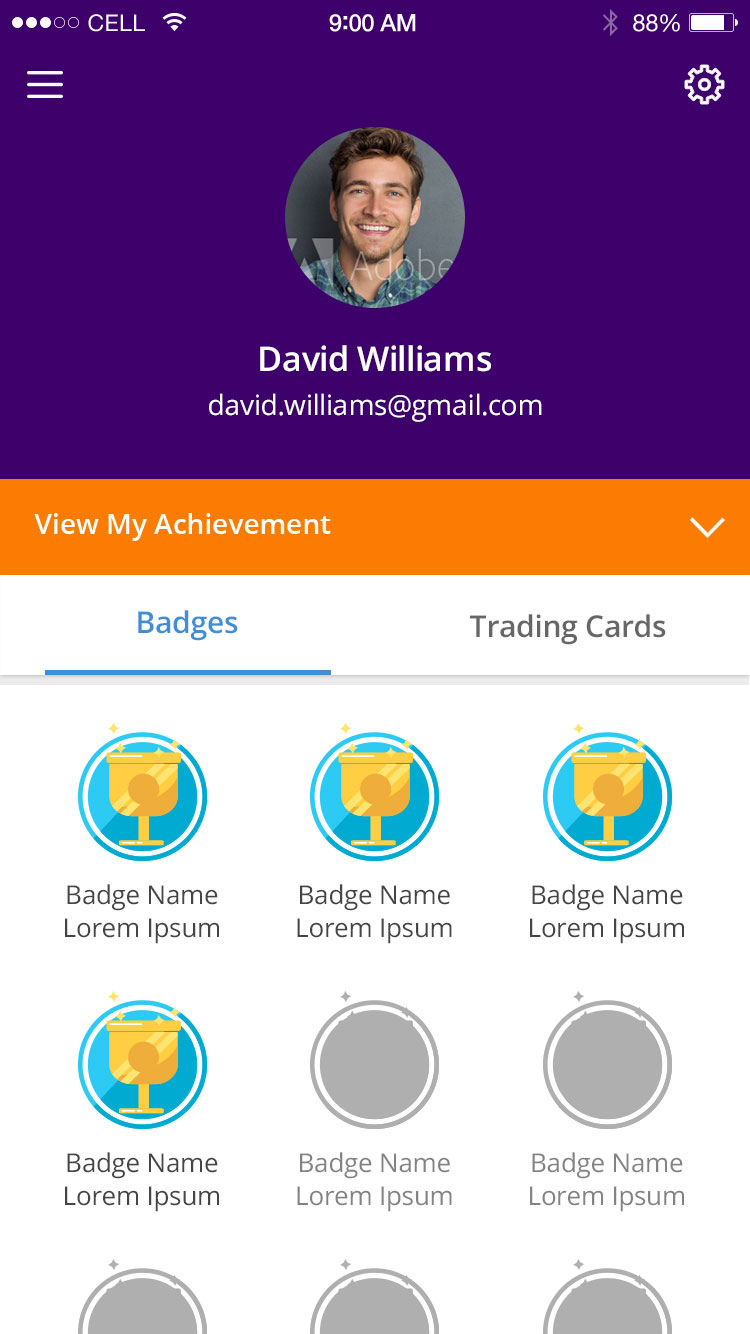 CELL 9:00 AM 88%
Adobe
David Williams
david.williams@gmail.com
View My Achievement
Badges Trading Cards
Badge Name Badge Name Badge Name
Lorem Ipsum Lorem Ipsum Lorem Ipsum
Badge Name Badge Name Badge Name
Lorem Ipsum Lorem Ipsum Lorem Ipsum